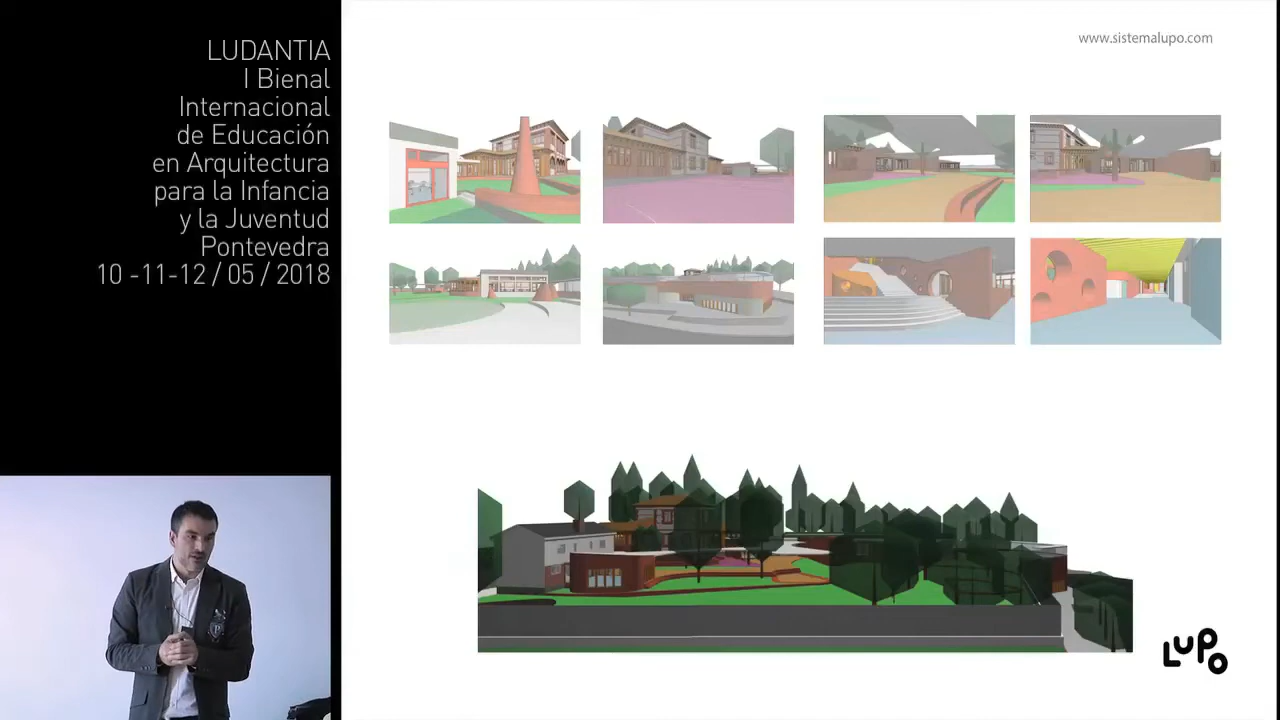 LUDANTIA
I Bienal
Internacional
de Educación
en Arquitectura
para la Infancia
y la Juventud
Pontevedra
10 -11-12 / 05 / 2018
www.sistemalupo.com
LUPO